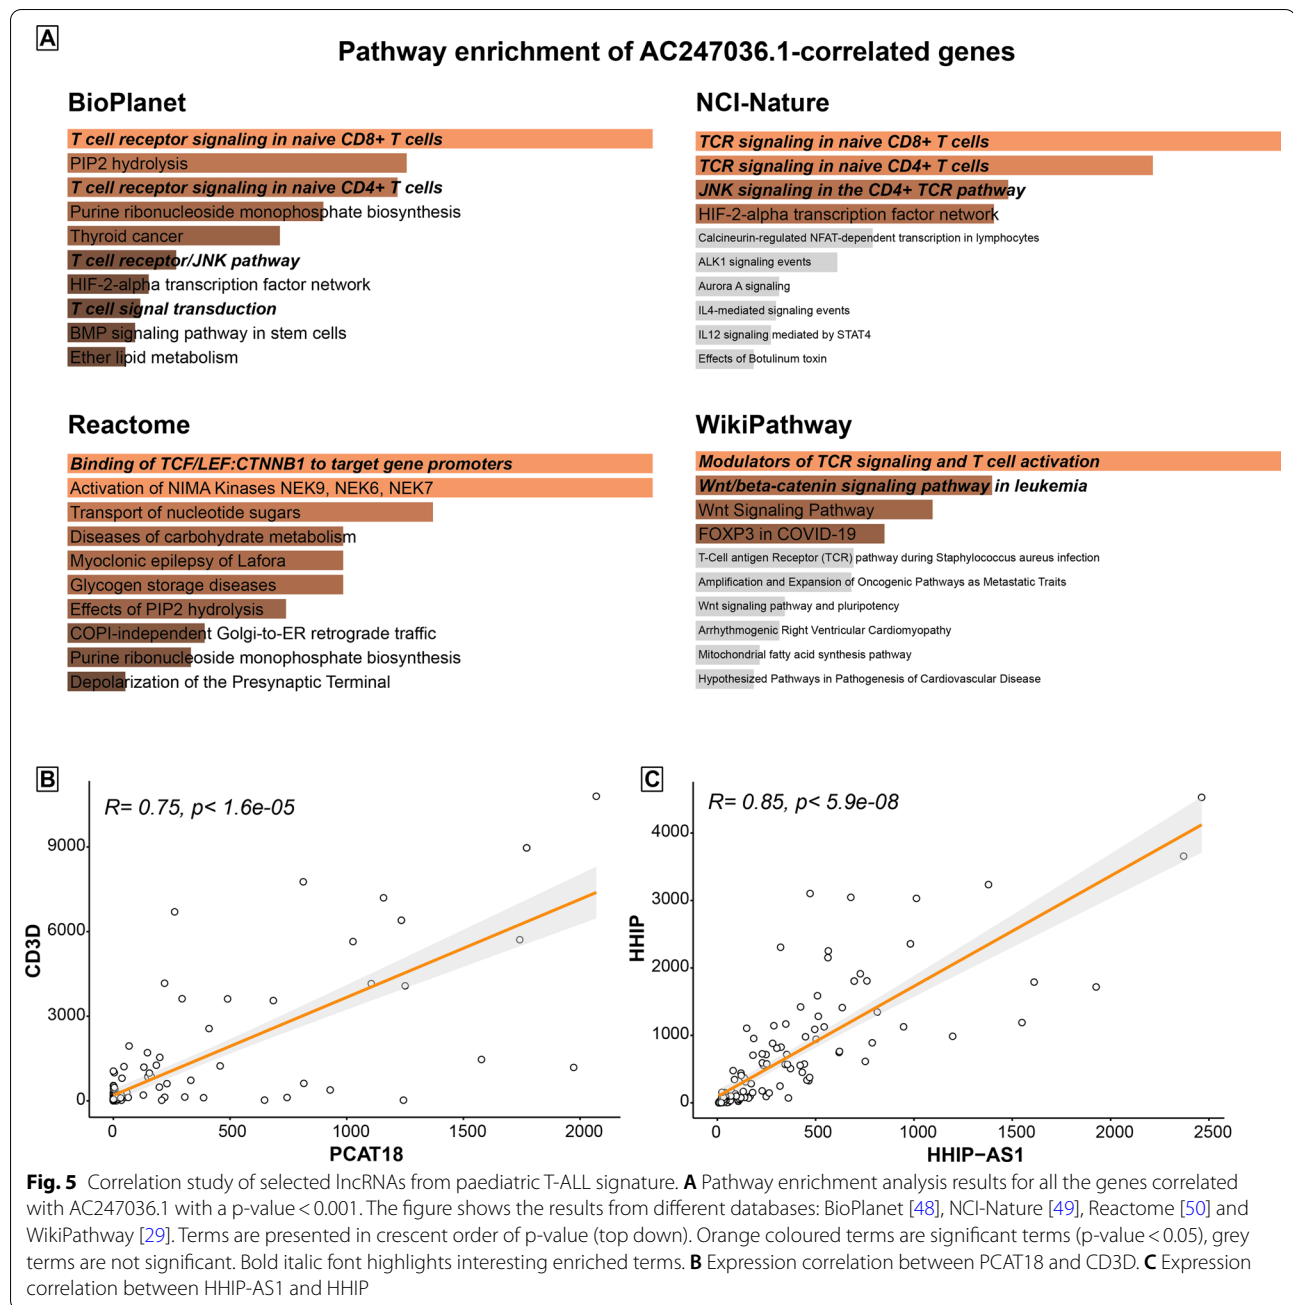 A
Pathway enrichment of AC247036.1-correlated genes
BioPlanet
T cell receptor signaling in naive CD8+ T cells
PIP2 hydrolysis
T cell receptor signaling in naive CD4+ T cells
Purine ribonucleoside monophosphate biosynthesis
Thyroid cancer
T cell receptor/JNK pathway
HIF-2-alpha transcription factor network
T cell signal transduction
BMP signaling pathway in stem cells
Ether lipid metabolism
NCI-Nature
TCR signaling in naive CD8+ T cells
TCR signaling in naive CD4+ T cells
JNK signaling in the CD4+ TCR pathway
HIF-2-alpha transcription factor network
Calcineurin-regulated NFAT-dependent transcription in lymphocytes
ALK1 signaling events
Aurora A signaling
IL4-mediated signaling events
IL12 signaling mediated by STAT4
Effects of Botulinum toxin
Reactome
Binding of TCF/LEF:CTNNB1 to target gene promoters
Activation of NIMA Kinases NEK9, NEK6, NEK7
Transport of nucleotide sugars
Diseases of carbohydrate metabolism
Myoclonic epilepsy of Lafora
Glycogen storage diseases
Effects of PIP2 hydrolysis
COPI-independent Golgi-to-ER retrograde traffic
Purine ribonucleoside monophosphate biosynthesis
Depolarization of the Presynaptic Terminal
WikiPathway
Modulators of TCR signaling and T cell activation
Wnt/beta-catenin signaling pathway in leukemia
Wnt Signaling Pathway
FOXP3 in COVID-19
T-Cell antigen Receptor (TCR) pathway during Staphylococcus aureus infection
Amplification and Expansion of Oncogenic Pathways as Metastatic Traits
Wnt signaling pathway and pluripotency
Arrhythmogenic Right Ventricular Cardiomyopathy
Mitochondrial fatty acid synthesis pathway
Hypothesized Pathways in Pathogenesis of Cardiovascular Disease
B
R= 0.75, p< 1.6e-05
9000
6000
3000
0
CD3D
0 500 1000 1500 2000
PCAT18
C
R= 0.85, p< 5.9e-08
4000
3000
2000
1000
0
HHIP
0 500 1000 1500 2000 2500
HHIP−AS1
Fig. 5 Correlation study of selected lncRNAs from paediatric T-ALL signature. A Pathway enrichment analysis results for all the genes correlated
with AC247036.1 with a p-value < 0.001. The figure shows the results from different databases: BioPlanet [48], NCI-Nature [49], Reactome [50] and
WikiPathway [29]. Terms are presented in crescent order of p-value (top down). Orange coloured terms are significant terms (p-value < 0.05), grey
terms are not significant. Bold italic font highlights interesting enriched terms. B Expression correlation between PCAT18 and CD3D. C Expression
correlation between HHIP-AS1 and HHIP